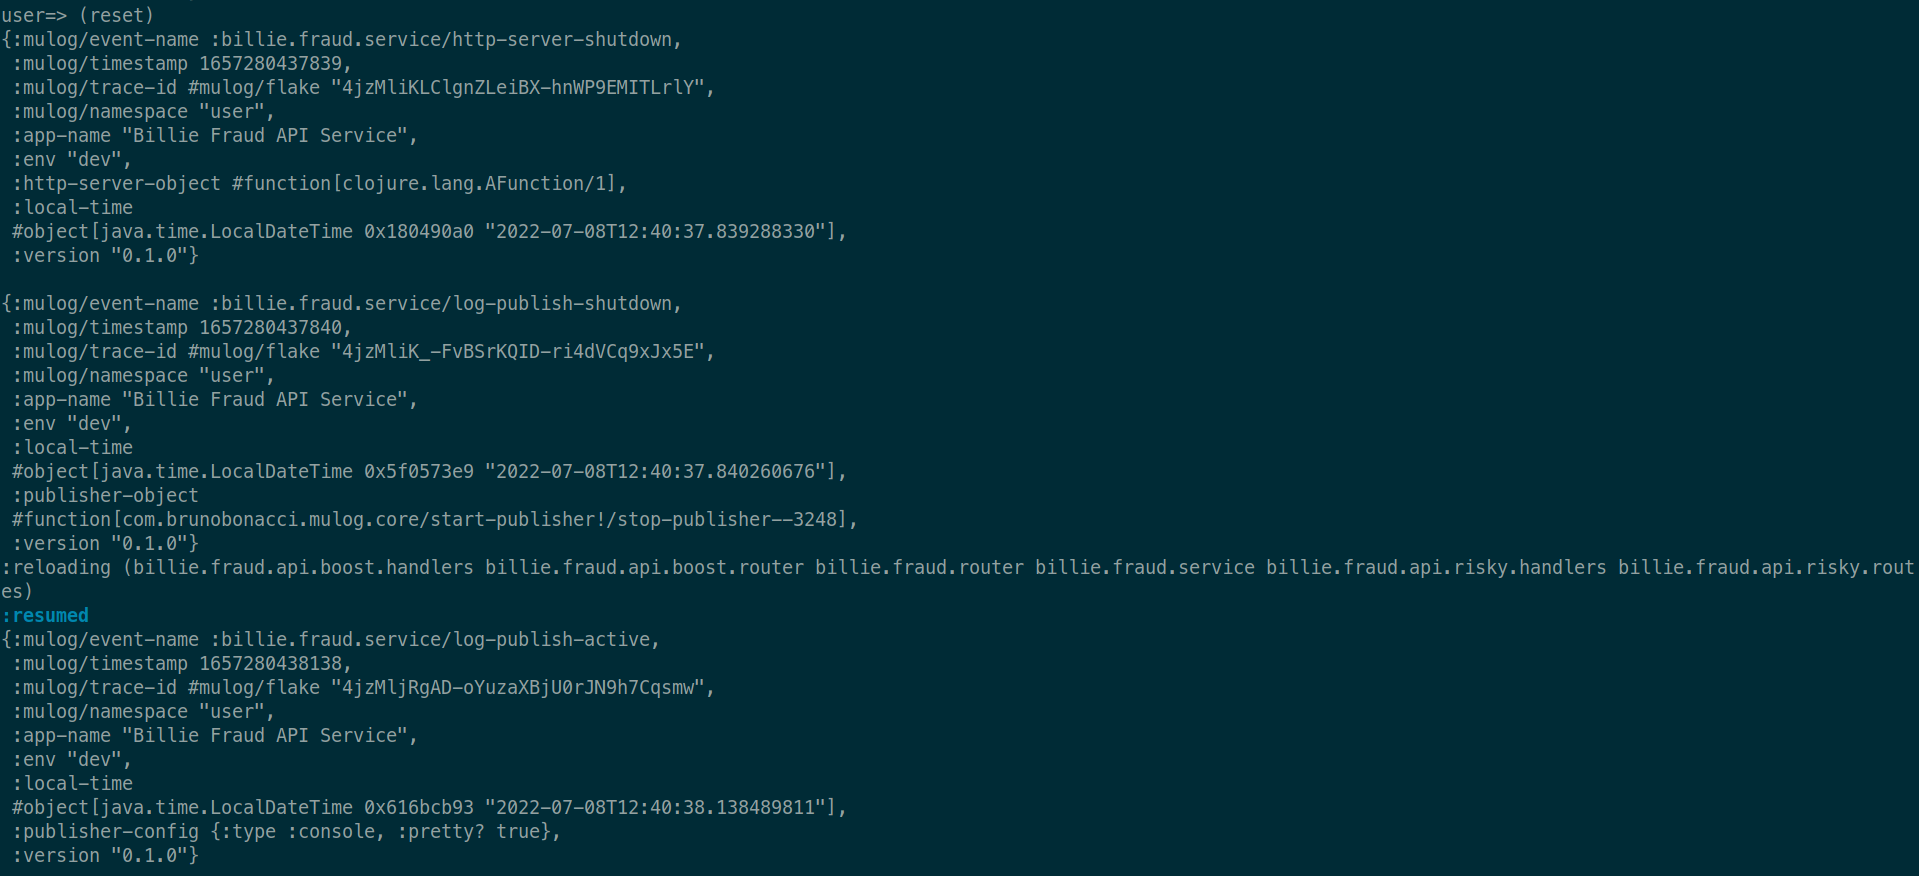 user=> (reset)
{:mulog/event-name :billie.fraud.service/http-server-shutdown,
 :mulog/timestamp 1657280437839,
 :mulog/trace-id #mulog/flake "4jzMliKLClgnZLeiBX-hnWP9EMITLrlY",
 :mulog/namespace "user",
 :app-name "Billie Fraud API Service",
 :env "dev",
 :http-server-object #function[clojure.lang.AFunction/1],
 :local-time
 #object[java.time.LocalDateTime 0x180490a0 "2022-07-08T12:40:37.839288330"],
 :version "0.1.0"}

{:mulog/event-name :billie.fraud.service/log-publish-shutdown,
 :mulog/timestamp 1657280437840,
 :mulog/trace-id #mulog/flake "4jzMliK_-FvBSrKQID-ri4dVCq9xJx5E",
 :mulog/namespace "user",
 :app-name "Billie Fraud API Service",
 :env "dev",
 :local-time
 #object[java.time.LocalDateTime 0x5f0573e9 "2022-07-08T12:40:37.840260676"],
 :publisher-object
 #function[com.brunobonacci.mulog.core/start-publisher!/stop-publisher--3248],
 :version "0.1.0"}
:reloading (billie.fraud.api.boost.handlers billie.fraud.api.boost.router billie.fraud.router billie.fraud.service billie.fraud.api.risky.handlers billie.fraud.api.risky.rout
es)
:resumed
{:mulog/event-name :billie.fraud.service/log-publish-active,
 :mulog/timestamp 1657280438138,
 :mulog/trace-id #mulog/flake "4jzMljRgAD-oYuzaXBjU0rJN9h7Cqsmw",
 :mulog/namespace "user",
 :app-name "Billie Fraud API Service",
 :env "dev",
 :local-time
 #object[java.time.LocalDateTime 0x616bcb93 "2022-07-08T12:40:38.138489811"],
 :publisher-config {:type :console, :pretty? true},
 :version "0.1.0"}